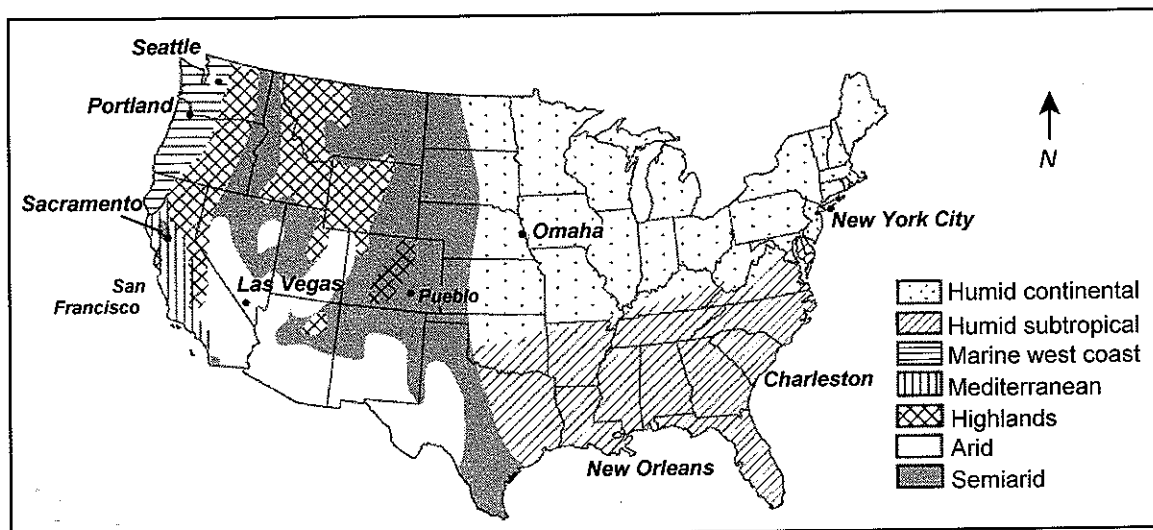 Seattle
Portland
Sacramento
San
Francisco
Las Vegas
Pueblo
Omaha
New York City
Charleston
New Orleans
N
Humid continental
Humid subtropical
Marine west coast
Mediterranean
Highlands
Arid
Semiarid